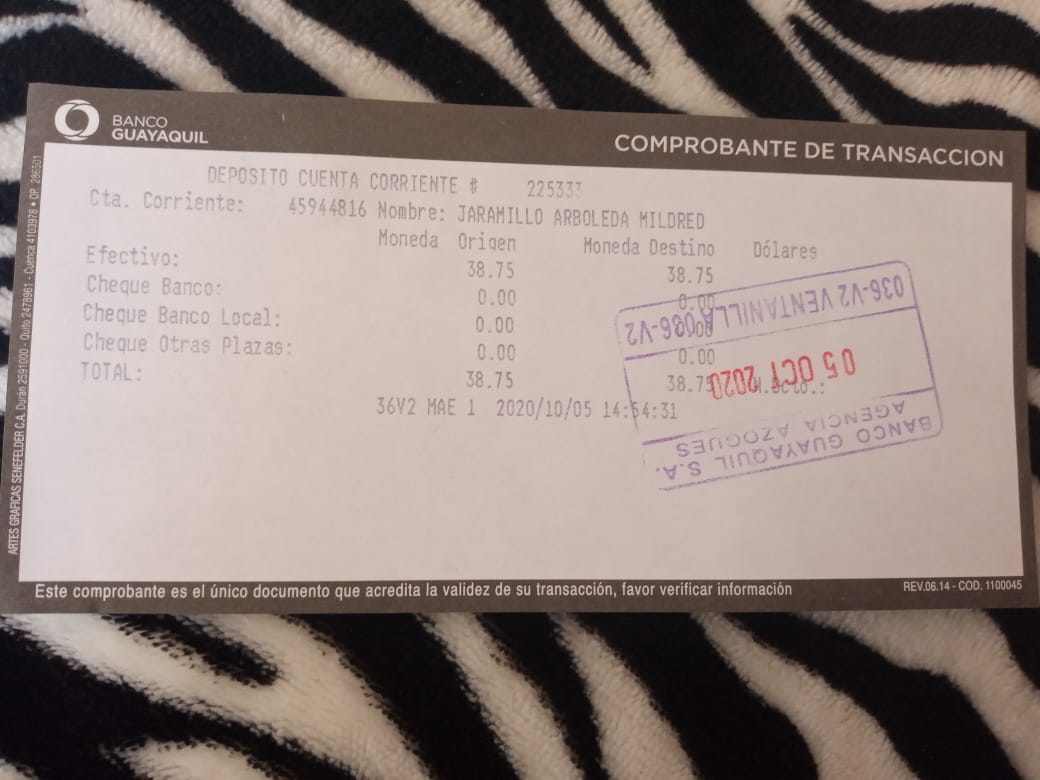 BANCO
GUAYAQUIL
COMPROBANTE DE TRANSACCION
DEPOSITO CUENTA CORRIENTE # 225333
Cta. Corriente: 45944816 Nombre: JARAMILLO ARBOLEDA MILDRED
Moneda Origen Moneda Destino Dólares
Efectivo: 38.75 38.75
Cheque Banco: 0.00 0.00
Cheque Banco Local: 0.00 0.00
Cheque Otras Plazas: 0.00 0.00
TOTAL: 38.75 38.75
36V2 MAE 1 2020/10/05 14:54:31
036-V2 VENTANILLA 036-V2
05 OCT 2020
BANCO GUAYAQUIL S.A.
AGENCIA AZOGUES
Este comprobante es el único documento que acredita la validez de su transacción, favor verificar información
REV.06.14 - COD. 1100045
ARTES GRAFICAS SENEFELDER C.A. Durán 2591000 - Quito 2478961 - Cuenca 4103978 • OP. 286501